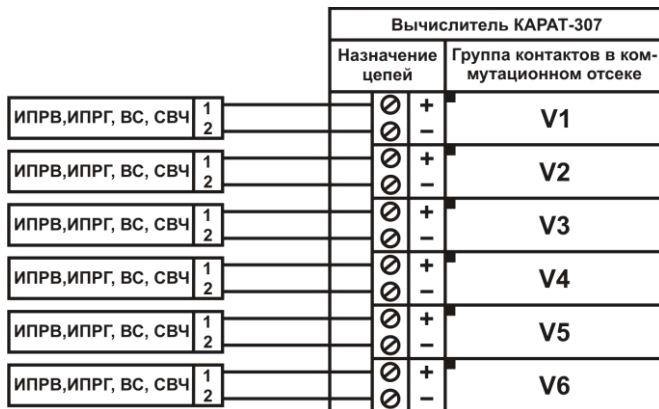 Вычислитель КАРАТ-307
Назначение цепей
Группа контактов в ком-
мутационном отсеке
ИПРВ,ИПРГ, ВС, СВЧ 1 + V1
2 –
ИПРВ,ИПРГ, ВС, СВЧ 1 + V2
2 –
ИПРВ,ИПРГ, ВС, СВЧ 1 + V3
2 –
ИПРВ,ИПРГ, ВС, СВЧ 1 + V4
2 –
ИПРВ,ИПРГ, ВС, СВЧ 1 + V5
2 –
ИПРВ,ИПРГ, ВС, СВЧ 1 + V6
2 –